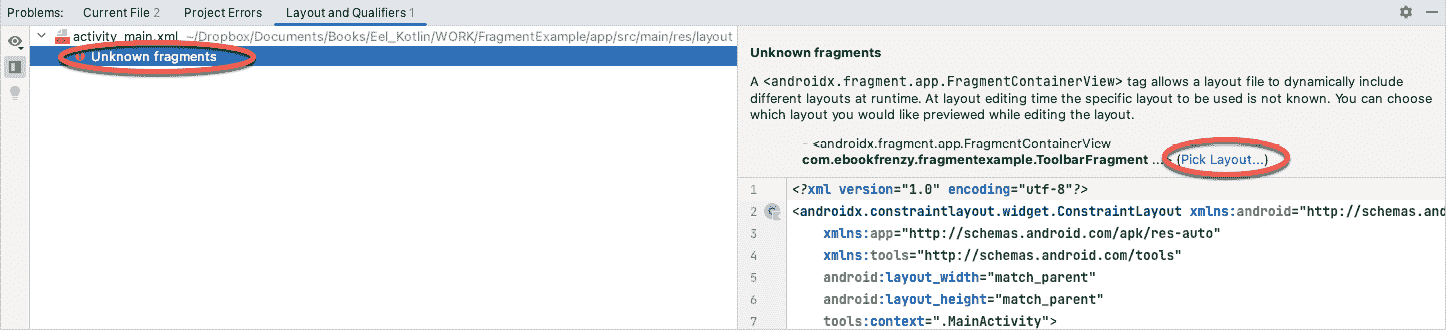 Problems: Current File 2 Project Errors Layout and Qualifiers 1
activity_main.xml ~/Dropbox/Documents/Books/Eel_Kotlin/WORK/FragmentExample/app/src/main/res/layout
Unknown fragments
Unknown fragments
A <androidx.fragment.app.FragmentContainerView> tag allows a layout file to dynamically include
different layouts at runtime. At layout editing time the specific layout to be used is not known. You can choose
which layout you would like previewed while editing the layout.
- <androidx.fragment.app.FragmentContainerView
com.ebookfrenzy.fragmentexample.ToolbarFragment ...> (Pick Layout...)
1 <?xml version="1.0" encoding="utf-8"?>
2 <androidx.constraintlayout.widget.ConstraintLayout xmlns:android="http://schemas.and
3 xmlns:app="http://schemas.android.com/apk/res-auto"
4 xmlns:tools="http://schemas.android.com/tools"
5 android:layout_width="match_parent"
6 android:layout_height="match_parent"
7 tools:context=".MainActivity">